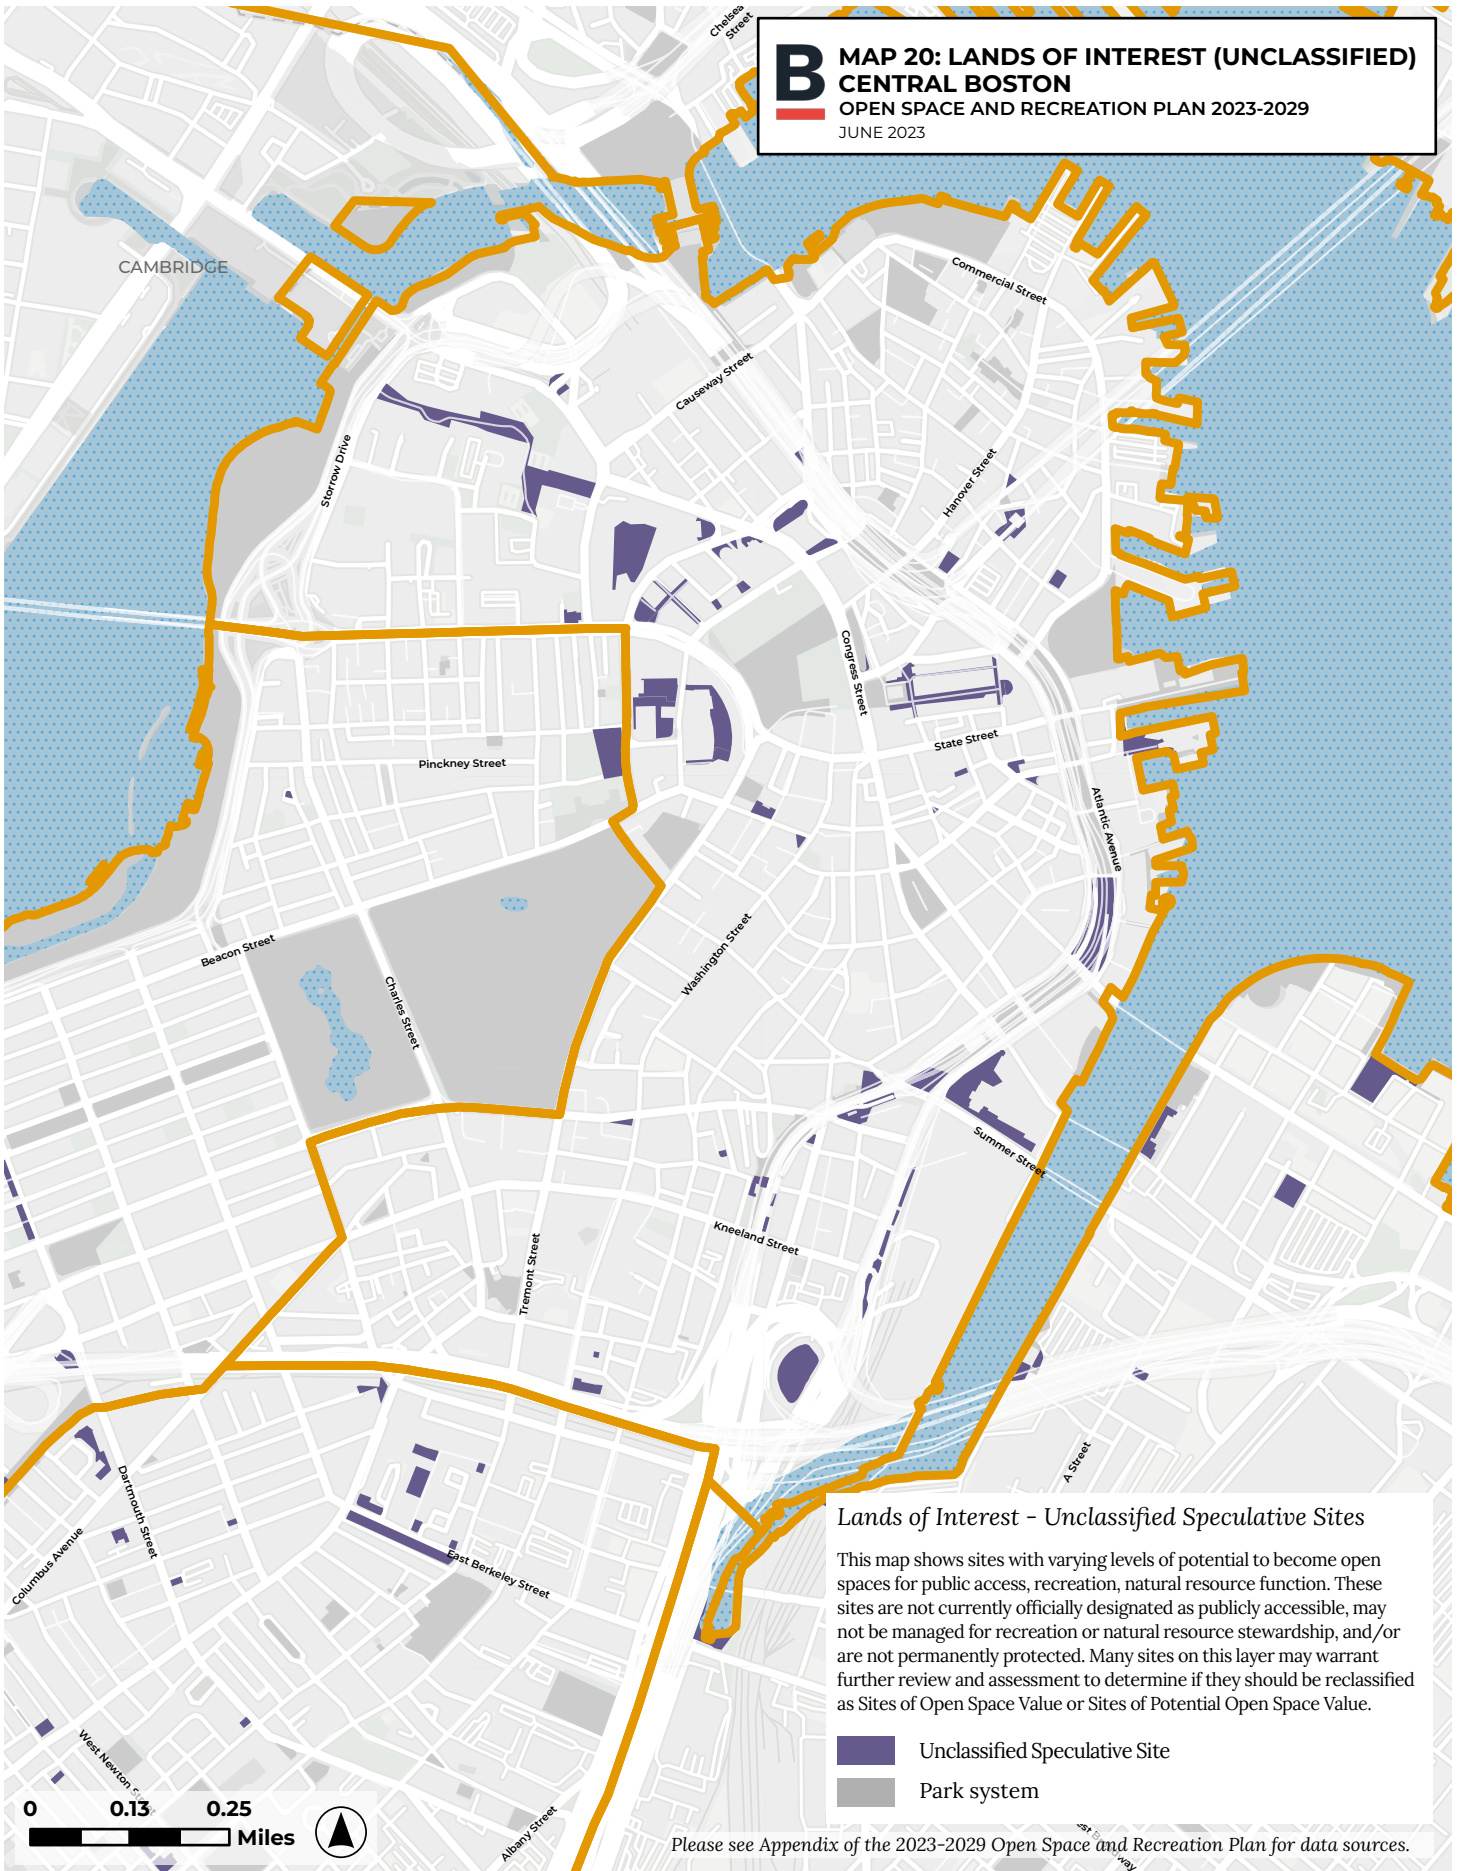 Chelsea
Street
B
MAP 20: LANDS OF INTEREST (UNCLASSIFIED)
CENTRAL BOSTON
OPEN SPACE AND RECREATION PLAN 2023-2029
JUNE 2023
CAMBRIDGE
Commercial Street
Causeway Street
Storrow Drive
Hanover Street
Congress Street
State Street
Pinckney Street
Atlantic Avenue
Washington Street
Beacon Street
Charles Street
Summer Street
Kneeland Street
Tremont Street
A Street
Dartmouth Street
Columbus Avenue
East Berkeley Street
West Newton Street
Albany Street
Lands of Interest - Unclassified Speculative Sites
This map shows sites with varying levels of potential to become open
spaces for public access, recreation, natural resource function. These
sites are not currently officially designated as publicly accessible, may
not be managed for recreation or natural resource stewardship, and/or
are not permanently protected. Many sites on this layer may warrant
further review and assessment to determine if they should be reclassified
as Sites of Open Space Value or Sites of Potential Open Space Value.
Unclassified Speculative Site
Park system
0 0.13 0.25
Miles
Please see Appendix of the 2023-2029 Open Space and Recreation Plan for data sources.